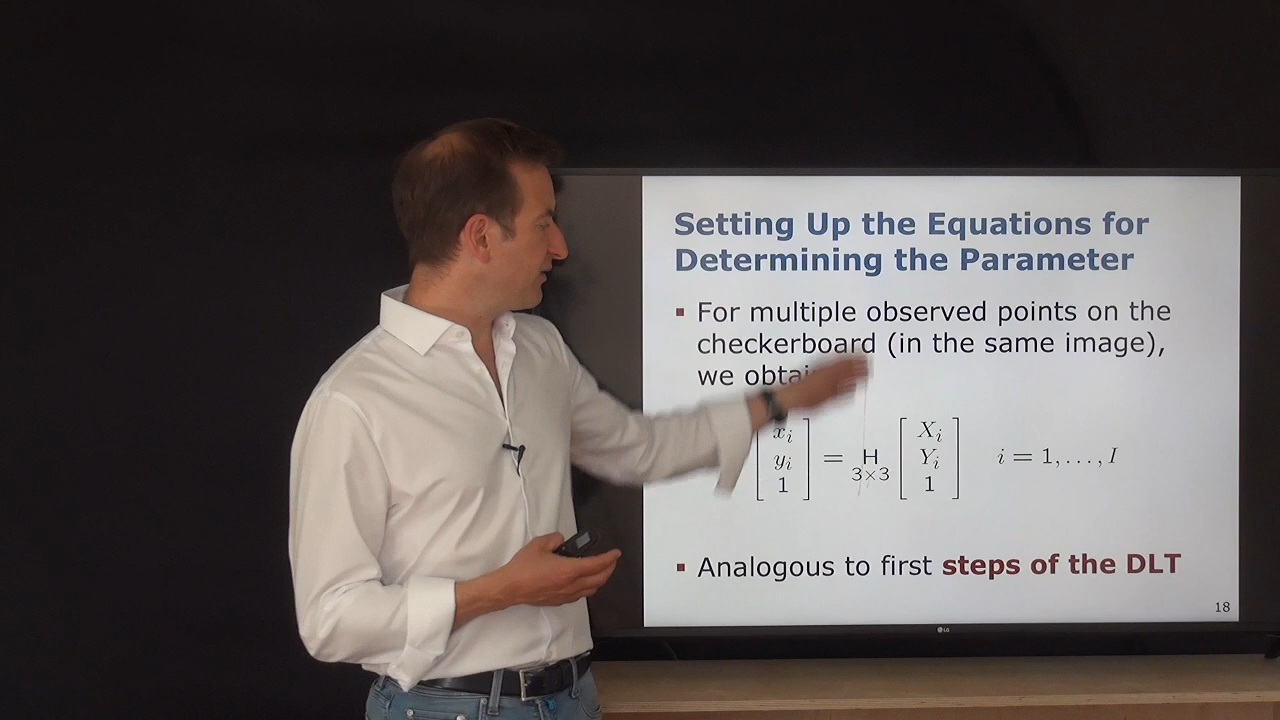 Setting Up the Equations for
Determining the Parameter
▪ For multiple observed points on the
checkerboard (in the same image),
we
[ x_i y_i 1 ] = H 3×3 [ X_i Y_i 1 ] i = 1, ..., I
▪ Analogous to first steps of the DLT
18
LG